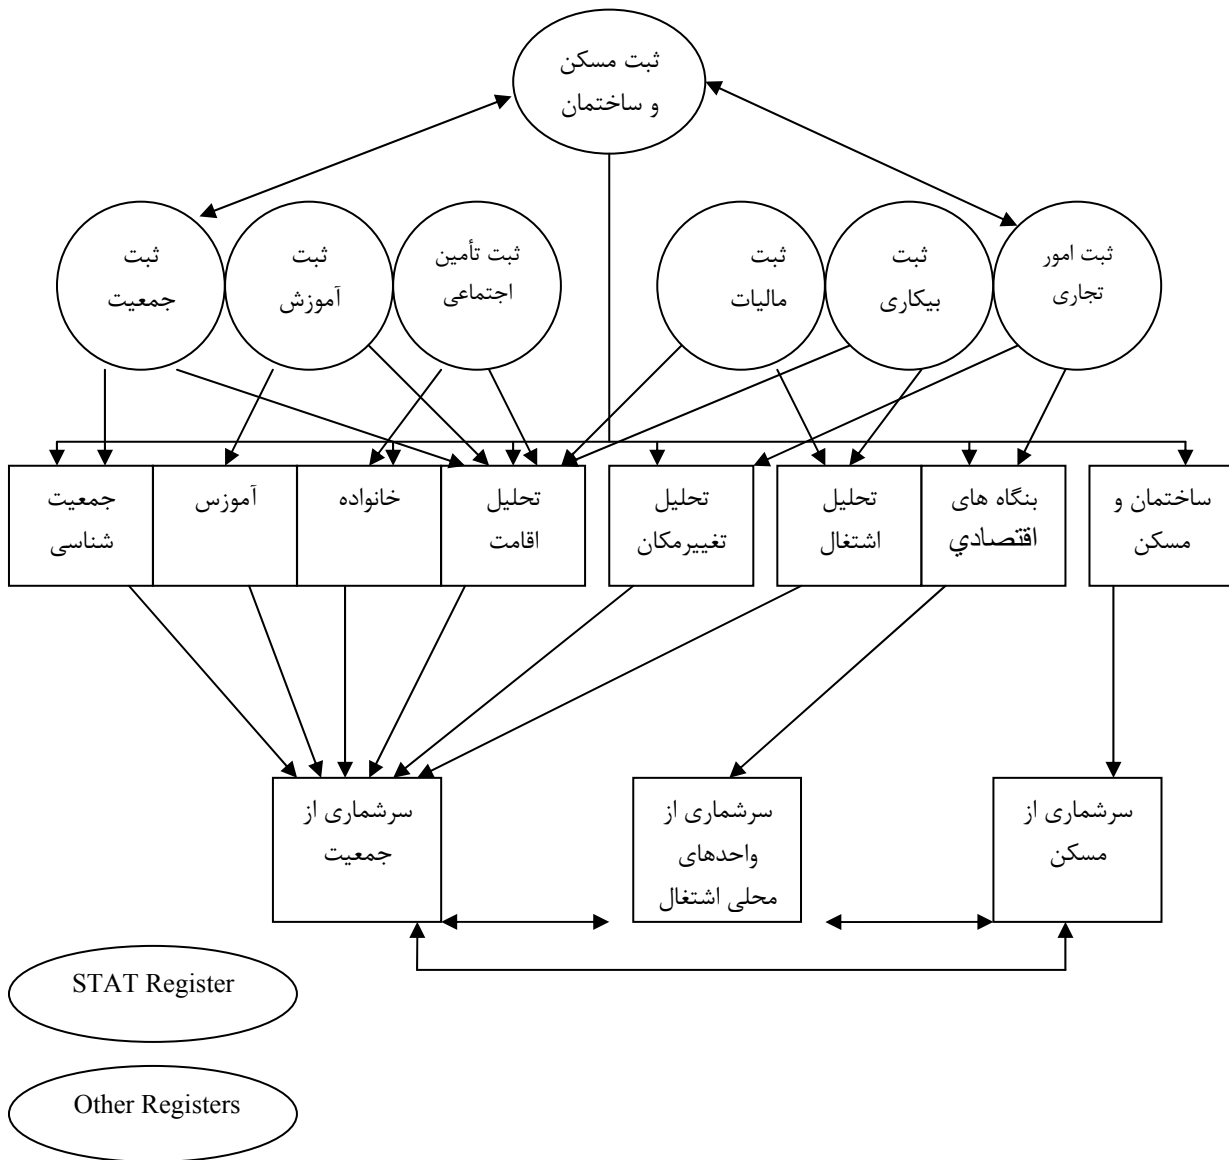 ثبت مسکن
و ساختمان
ثبت
جمعیت
ثبت
آموزش
ثبت تأمین
اجتماعی
ثبت
مالیات
ثبت
بیکاری
ثبت امور
تجاری
جمعیت
شناسی
آموزس
خانواده
تحلیل
اقامت
تحلیل
تغییرمکان
تحلیل
اشتغال
بنگاه های
اقتصادي
ساختمان و
مسکن
سرشماری از
جمعیت
سرشماری از
واحدهای
محلی اشتغال
سرشماری از
مسکن
STAT Register
Other Registers